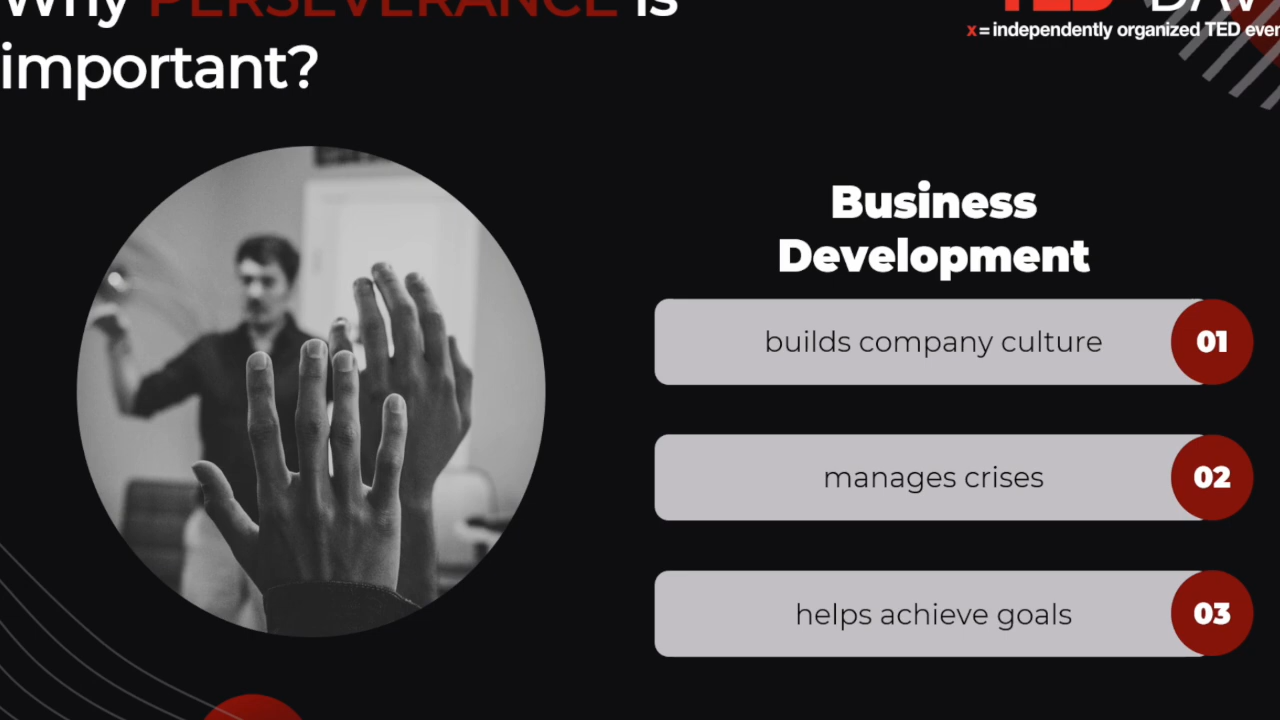 Why PERSEVERANCE is
important?
TED
x = independently organized TED
Business
Development
builds company culture 01
manages crises 02
helps achieve goals 03